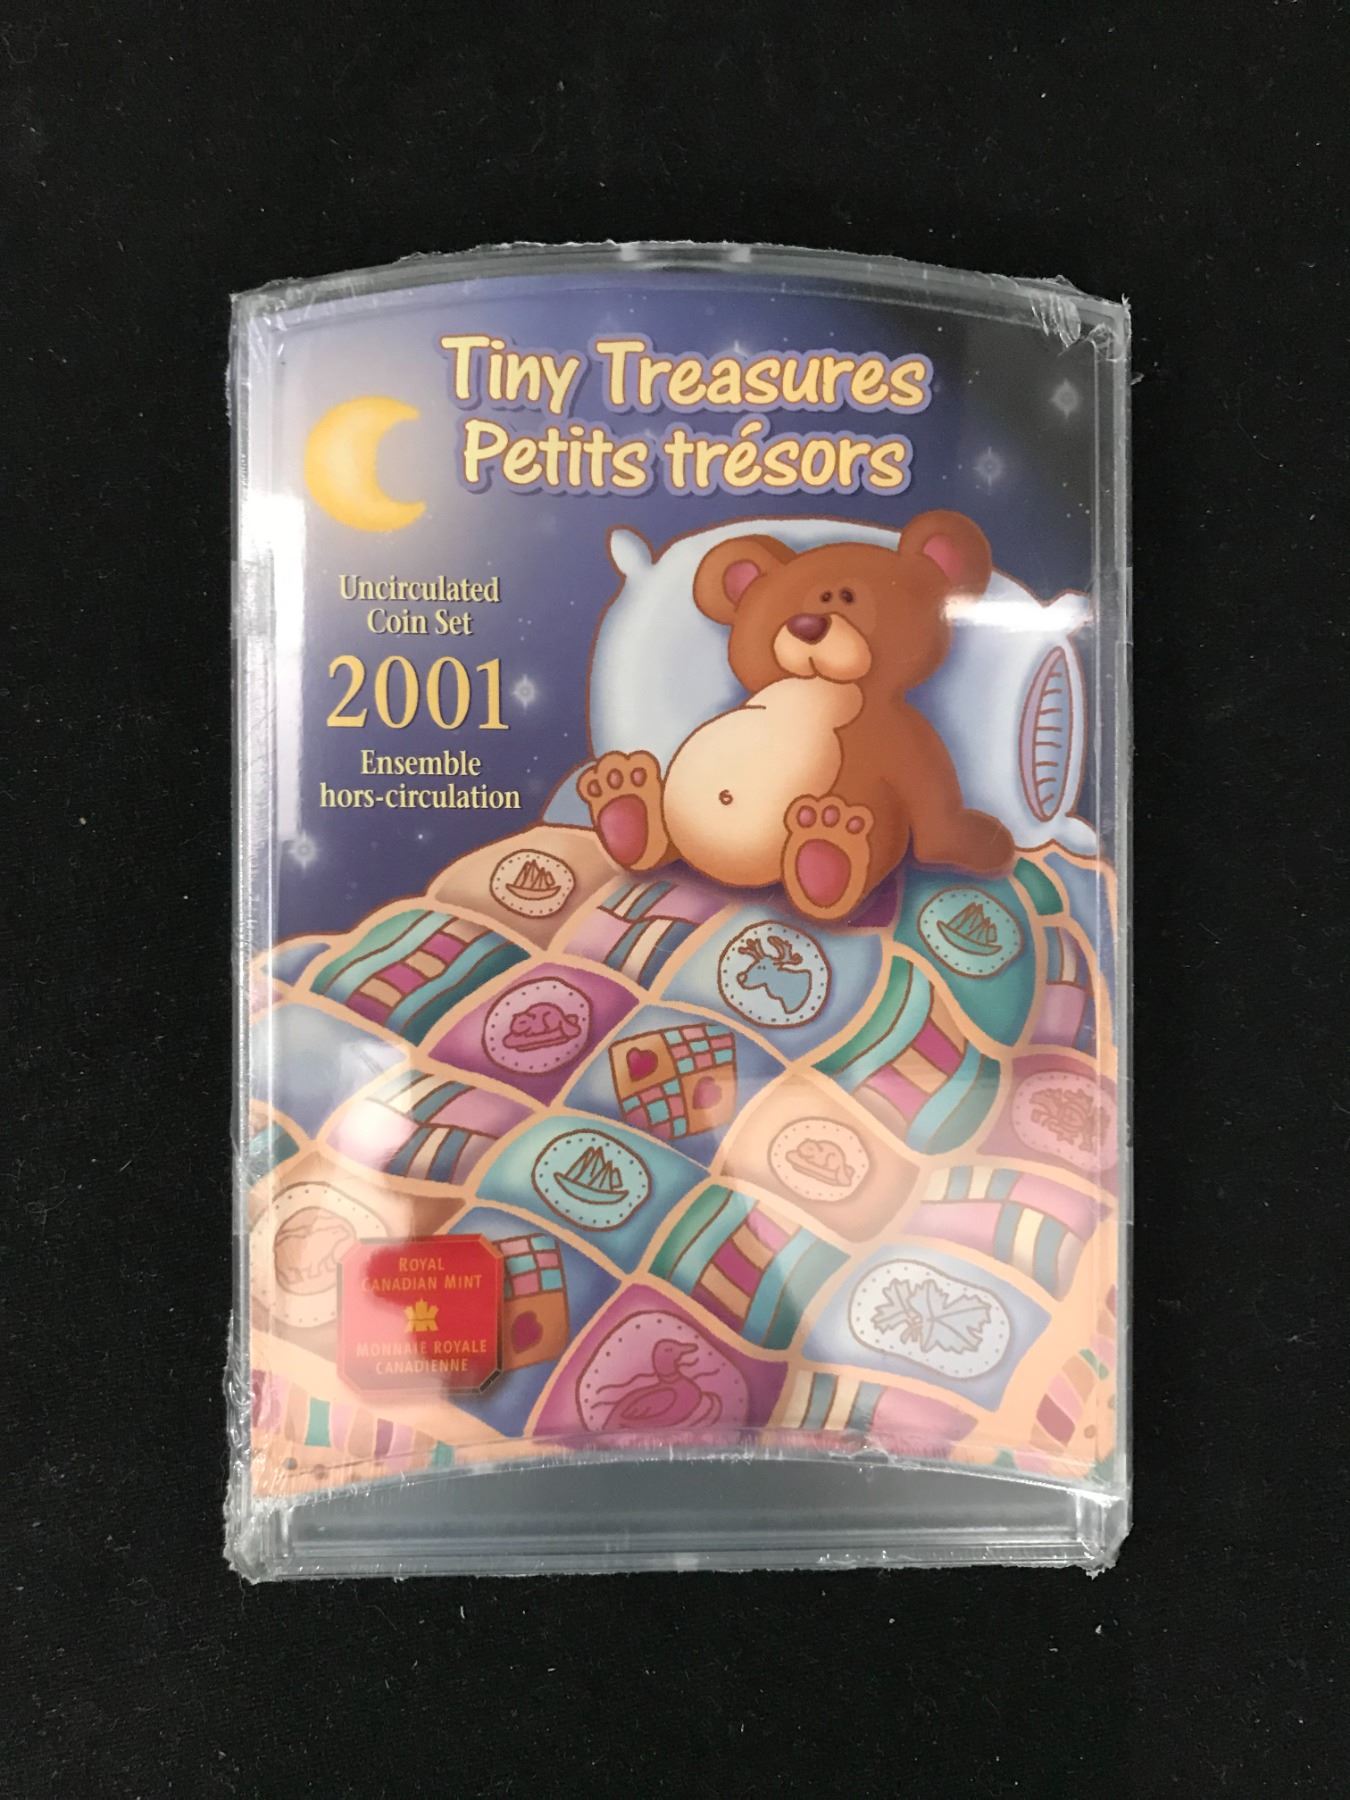 Tiny Treasures
Petits trésors
Uncirculated
Coin Set
2001
Ensemble
hors-circulation
ROYAL
CANADIAN MINT
MONNAIE ROYALE
CANADIENNE